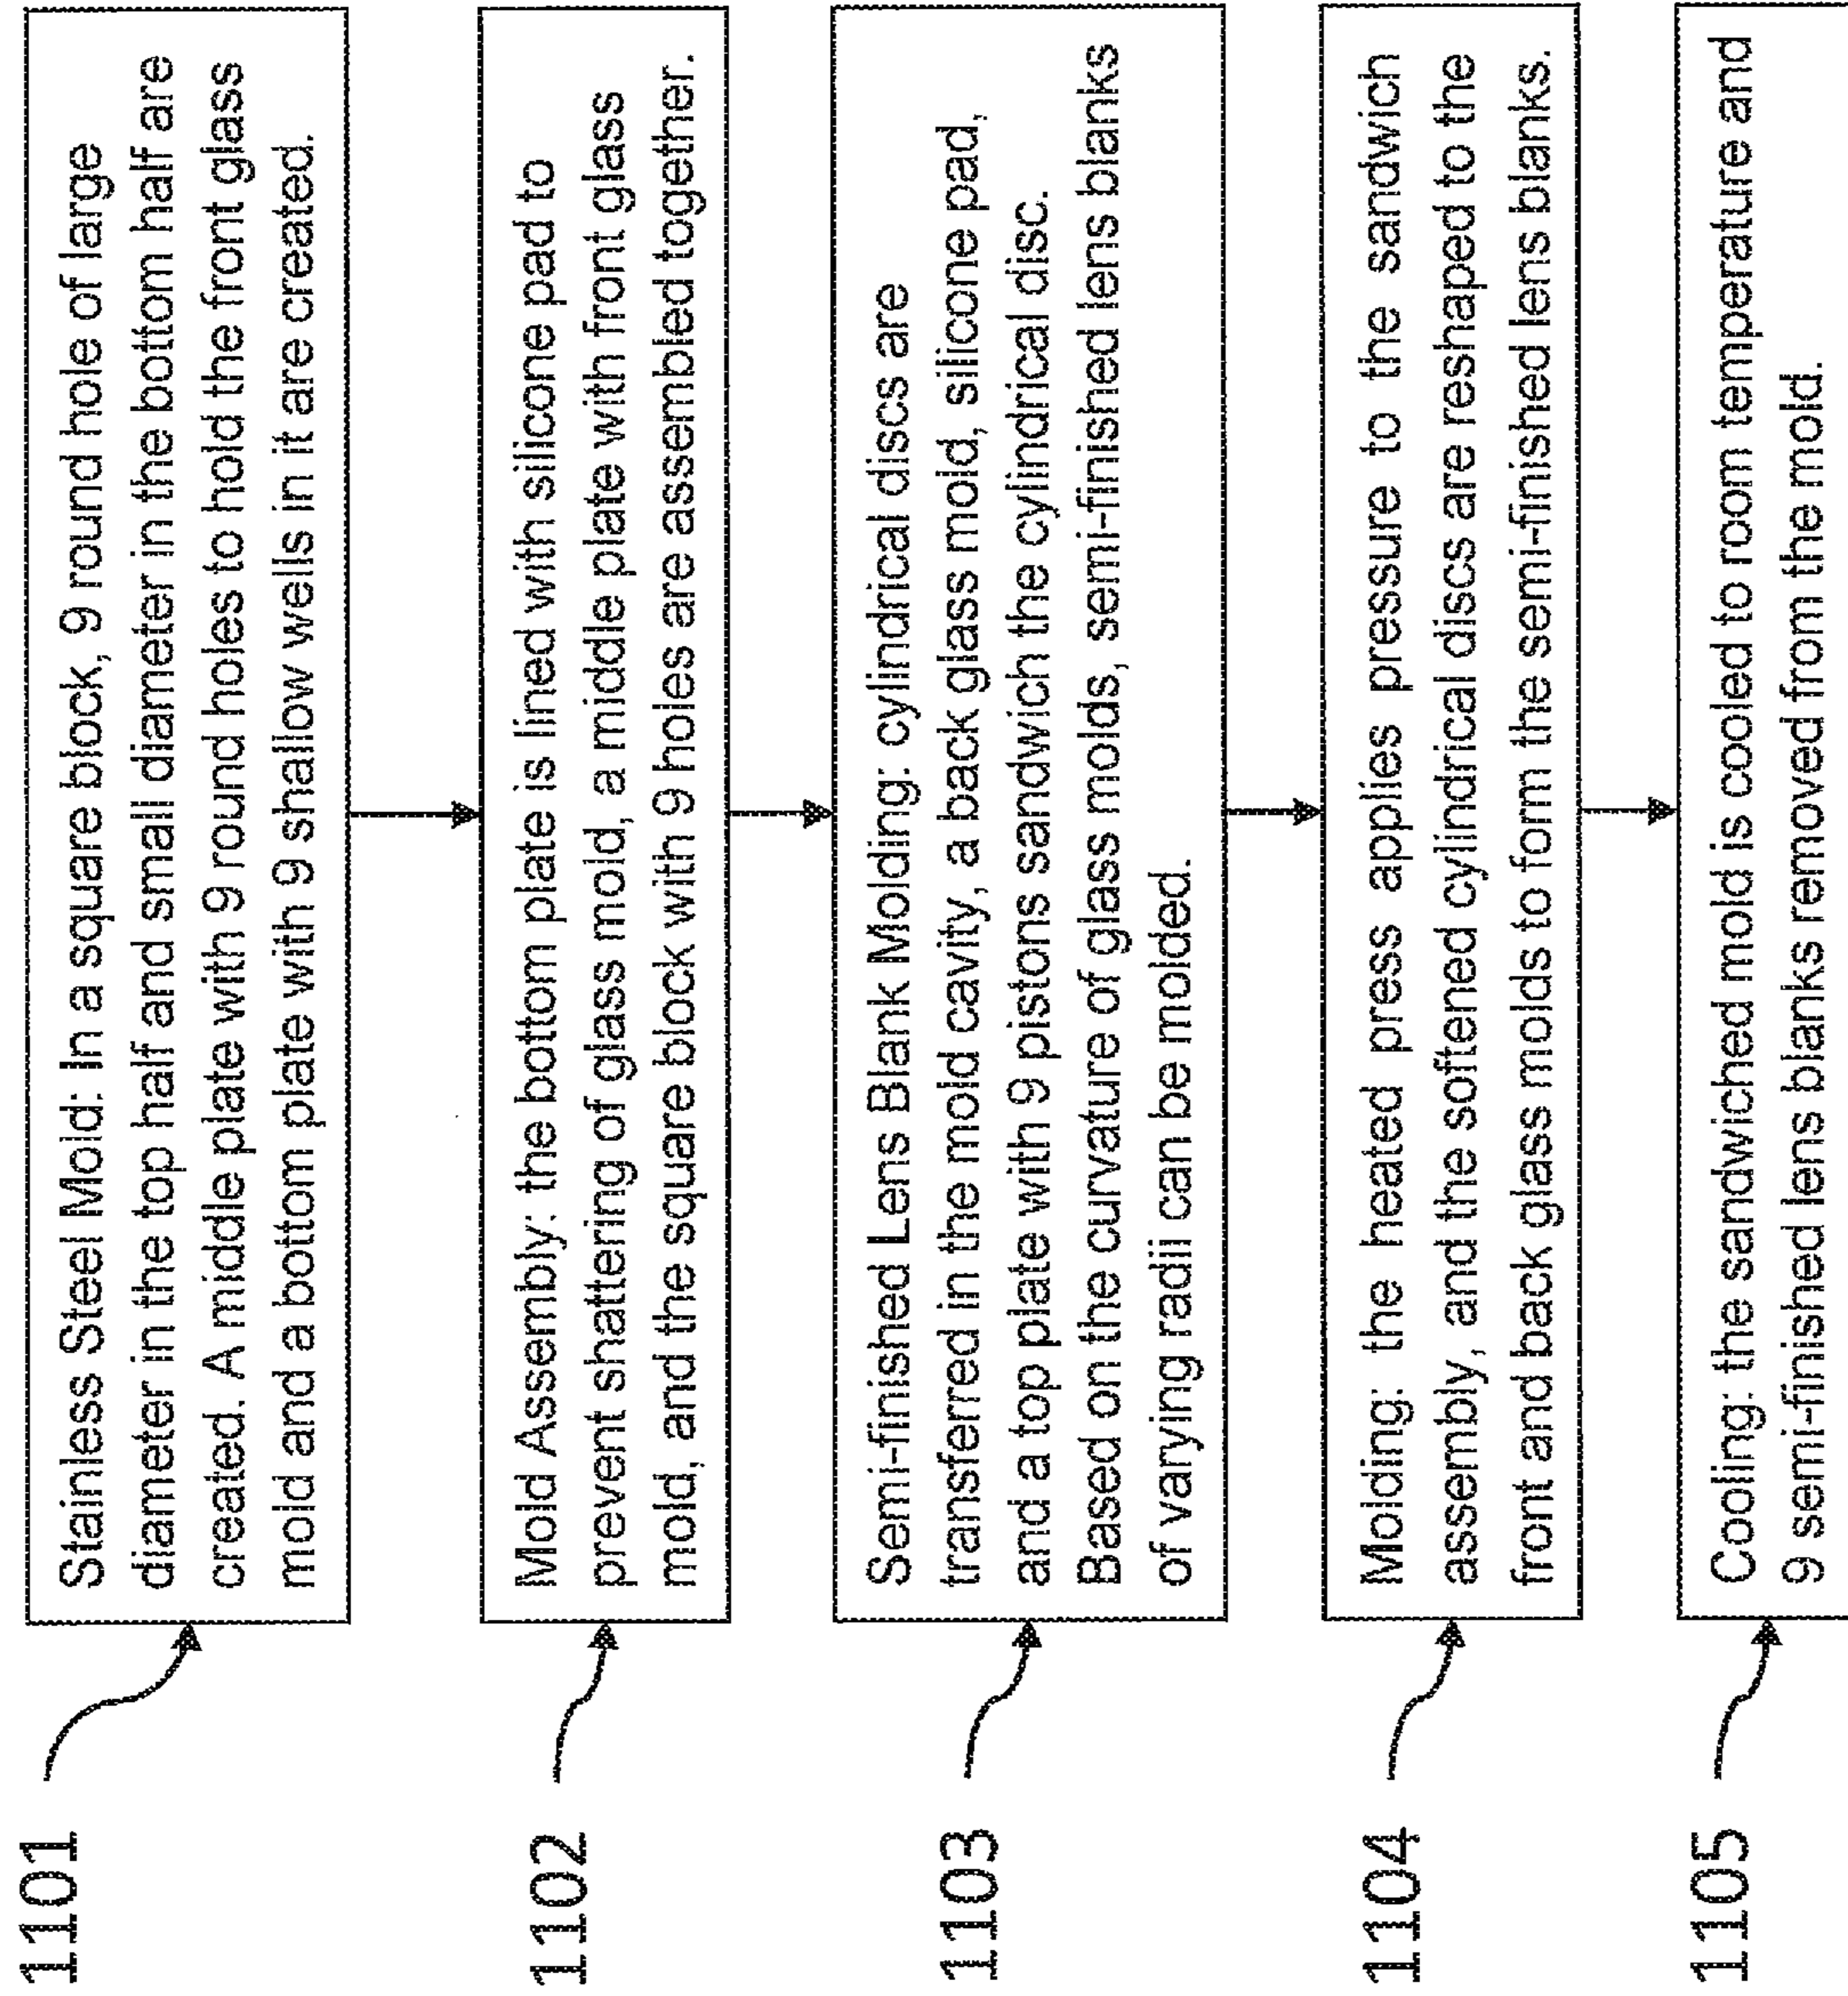 1101
Stainless Steel Mold: In a square block, 9 round hole of large
diameter in the top half and small diameter in the bottom half are
created. A middle plate with 9 round holes to hold the front glass
mold and a bottom plate with 9 shallow wells in it are created.
1102
Mold Assembly: the bottom plate is lined with silicone pad to
prevent shattering of glass mold, a middle plate with front glass
mold, and the square block with 9 holes are assembled together.
1103
Semi-finished Lens Blank Molding: cylindrical discs are
transferred in the mold cavity, a back glass mold, silicone pad,
and a top plate with 9 pistons sandwich the cylindrical disc.
Based on the curvature of glass molds, semi-finished lens blanks
of varying radii can be molded.
1104
Molding: the heated press applies pressure to the sandwich
assembly, and the softened cylindrical discs are reshaped to the
front and back glass molds to form the semi-finished lens blanks.
1105
Cooling: the sandwiched mold is cooled to room temperature and
9 semi-finished lens blanks removed from the mold.